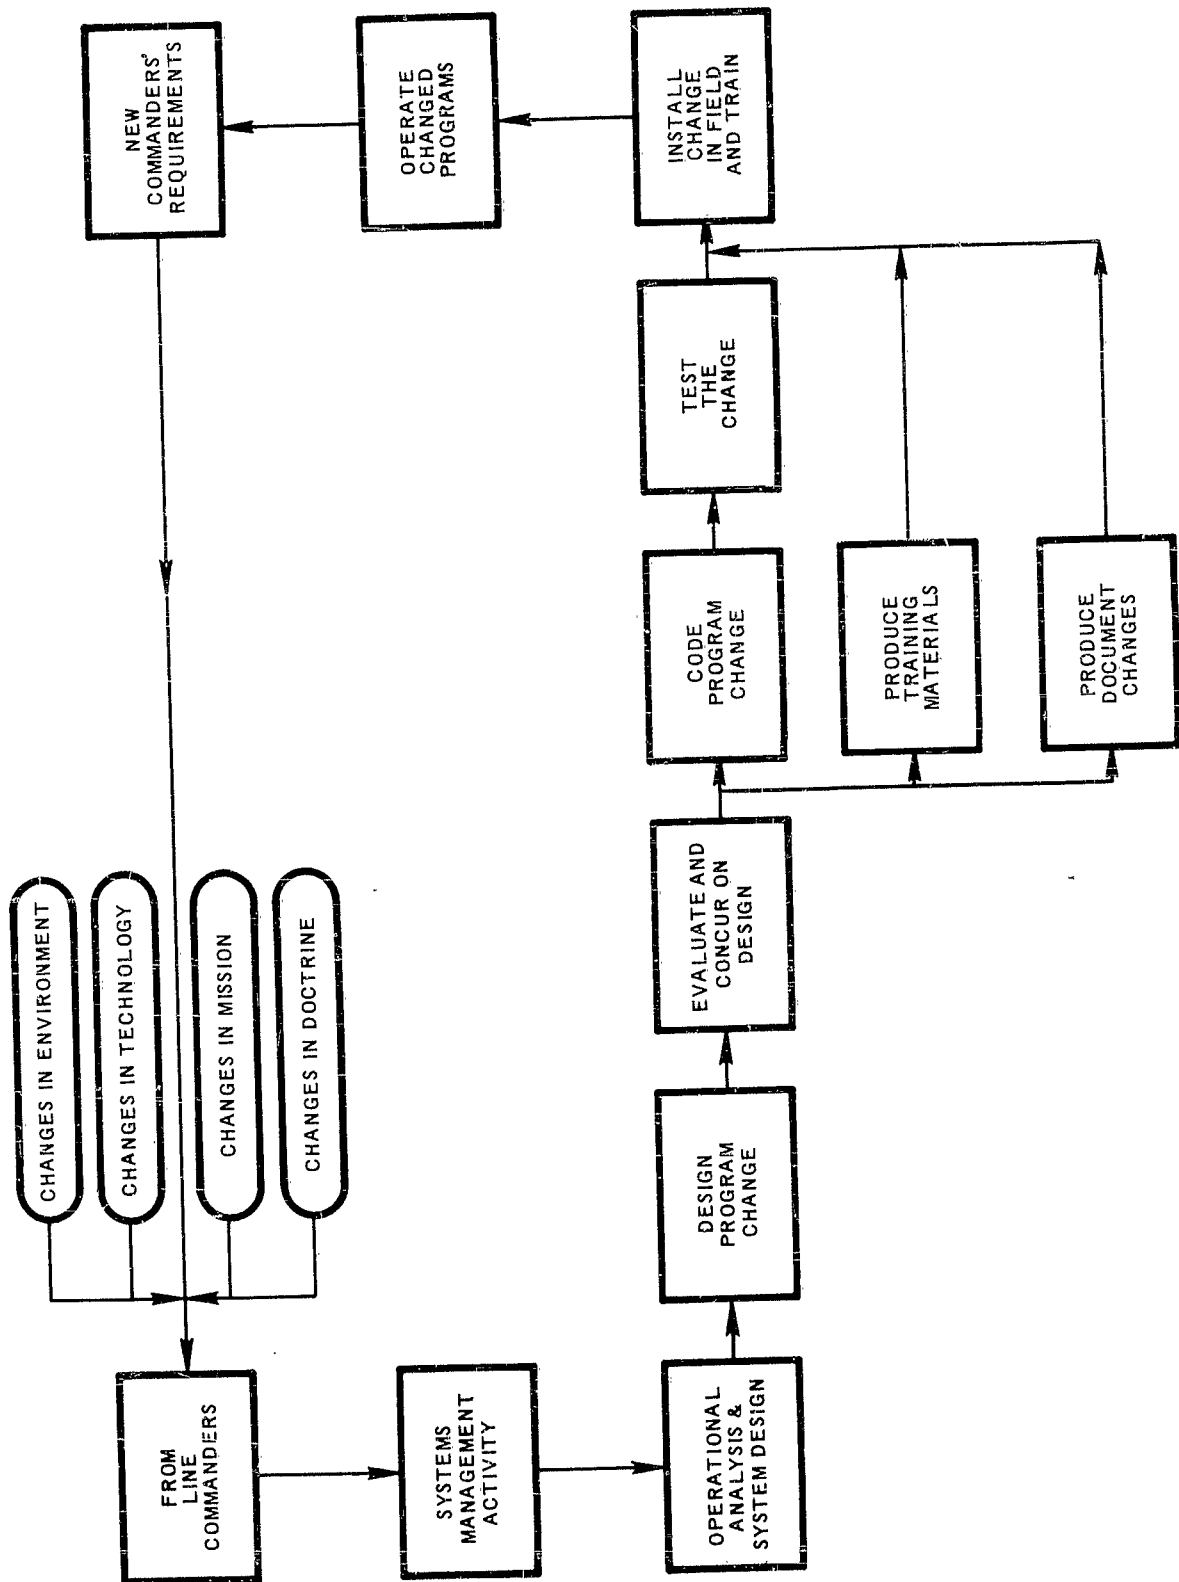 CHANGES IN ENVIRONMENT
CHANGES IN TECHNOLOGY
CHANGES IN MISSION
CHANGES IN DOCTRINE
FROM
LINE
COMMANDERS
SYSTEMS
MANAGEMENT
ACTIVITY
OPERATIONAL
ANALYSIS &
SYSTEM DESIGN
DESIGN
PROGRAM
CHANGE
EVALUATE AND
CONCUR ON
DESIGN
CODE
PROGRAM
CHANGE
PRODUCE
TRAINING
MATERIALS
PRODUCE
DOCUMENT
CHANGES
TEST
THE
CHANGE
INSTALL
CHANGE
IN FIELD
AND TRAIN
OPERATE
CHANGED
PROGRAMS
NEW
COMMANDERS'
REQUIREMENTS